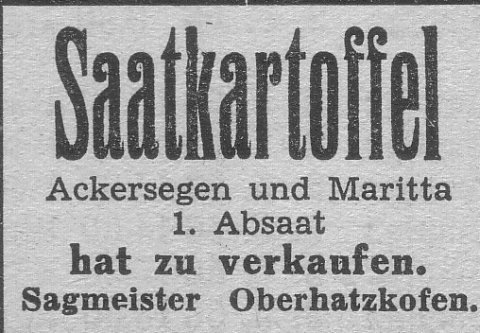 Saatkartoffel
Ackersegen und Maritta
1. Absaat
hat zu verkaufen.
Sagmeister Oberhatzkofen.